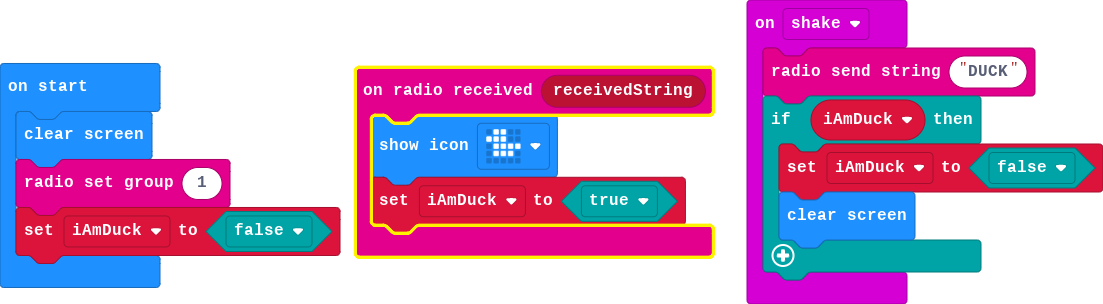 on start
clear screen
radio set group 1
set iAmDuck to false
on radio received receivedString
show icon
set iAmDuck to true
on shake
radio send string "DUCK"
if iAmDuck then
set iAmDuck to false
clear screen